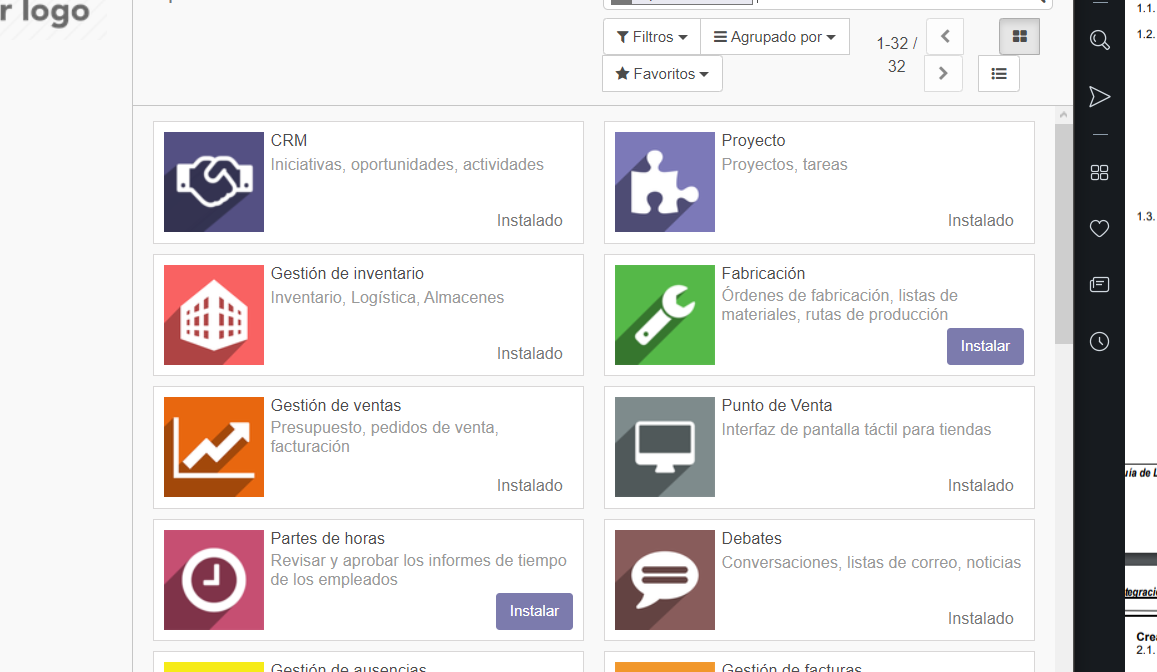 r logo
Filtros
Agrupado por
1-32 /
32
Favoritos
CRM
Iniciativas, oportunidades, actividades
Instalado
Proyecto
Proyectos, tareas
Instalado
Gestión de inventario
Inventario, Logística, Almacenes
Instalado
Fabricación
Órdenes de fabricación, listas de
materiales, rutas de producción
Instalar
Gestión de ventas
Presupuesto, pedidos de venta,
facturación
Instalado
Punto de Venta
Interfaz de pantalla táctil para tiendas
Instalado
Partes de horas
Revisar y aprobar los informes de tiempo
de los empleados
Instalar
Debates
Conversaciones, listas de correo, noticias
Instalado
Gestión de ausencias
Gestión de facturas
1.1.
1.2.
1.3.
uía de L
tegració
Crea
2.1.